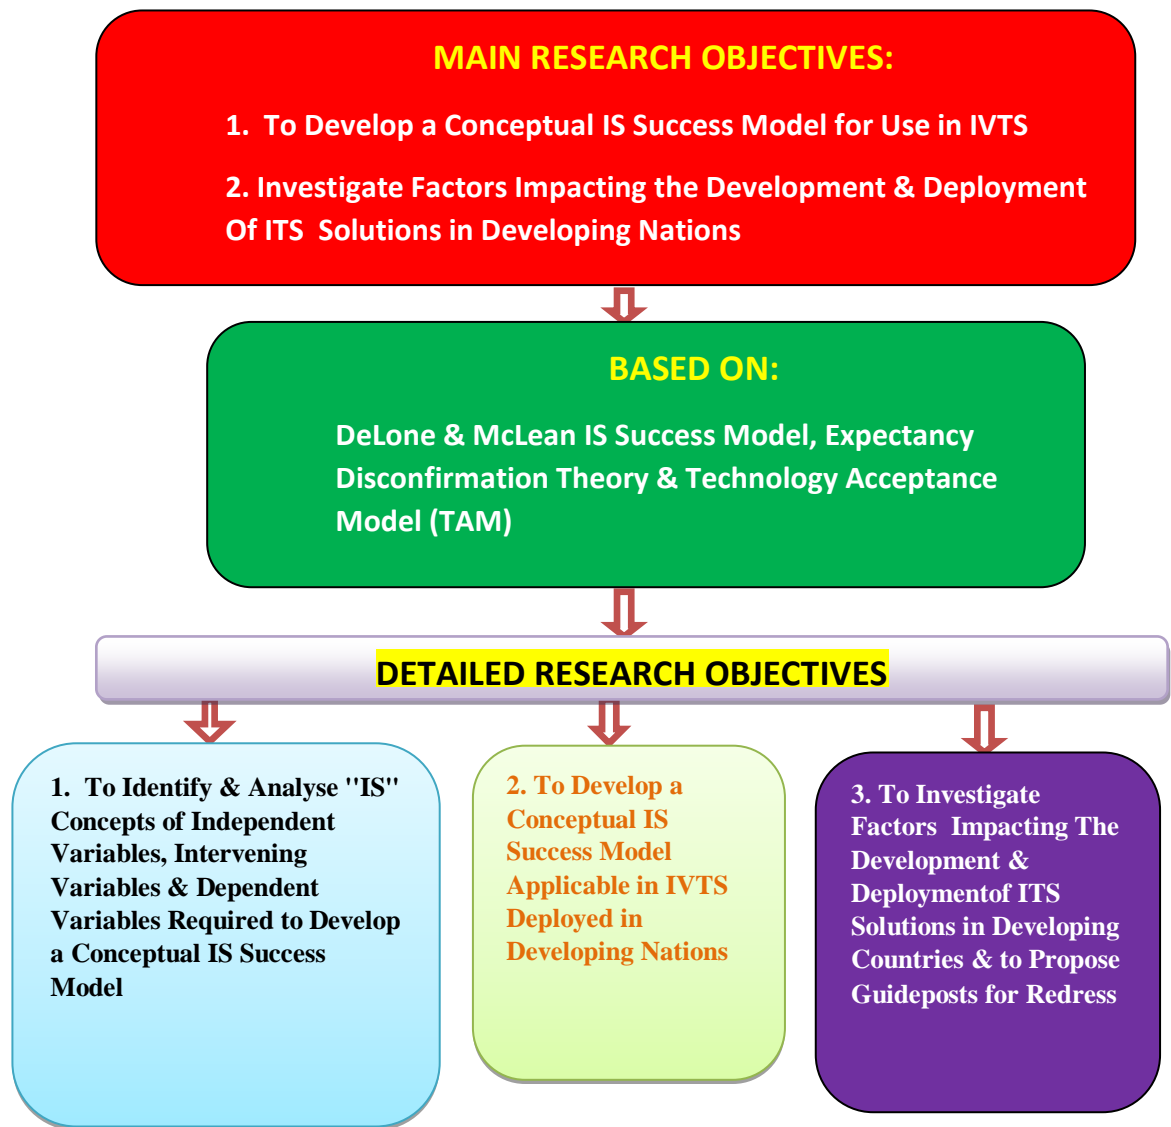 MAIN RESEARCH OBJECTIVES:
1. To Develop a Conceptual IS Success Model for Use in IVTS
2. Investigate Factors Impacting the Development & Deployment
Of ITS Solutions in Developing Nations
BASED ON:
DeLone & McLean IS Success Model, Expectancy
Disconfirmation Theory & Technology Acceptance
Model (TAM)
DETAILED RESEARCH OBJECTIVES
1. To Identify & Analyse "IS"
Concepts of Independent
Variables, Intervening
Variables & Dependent
Variables Required to Develop
a Conceptual IS Success
Model
2. To Develop a
Conceptual IS
Success Model
Applicable in IVTS
Deployed in
Developing Nations
3. To Investigate
Factors Impacting The
Development &
Deploymentof ITS
Solutions in Developing
Countries & to Propose
Guideposts for Redress